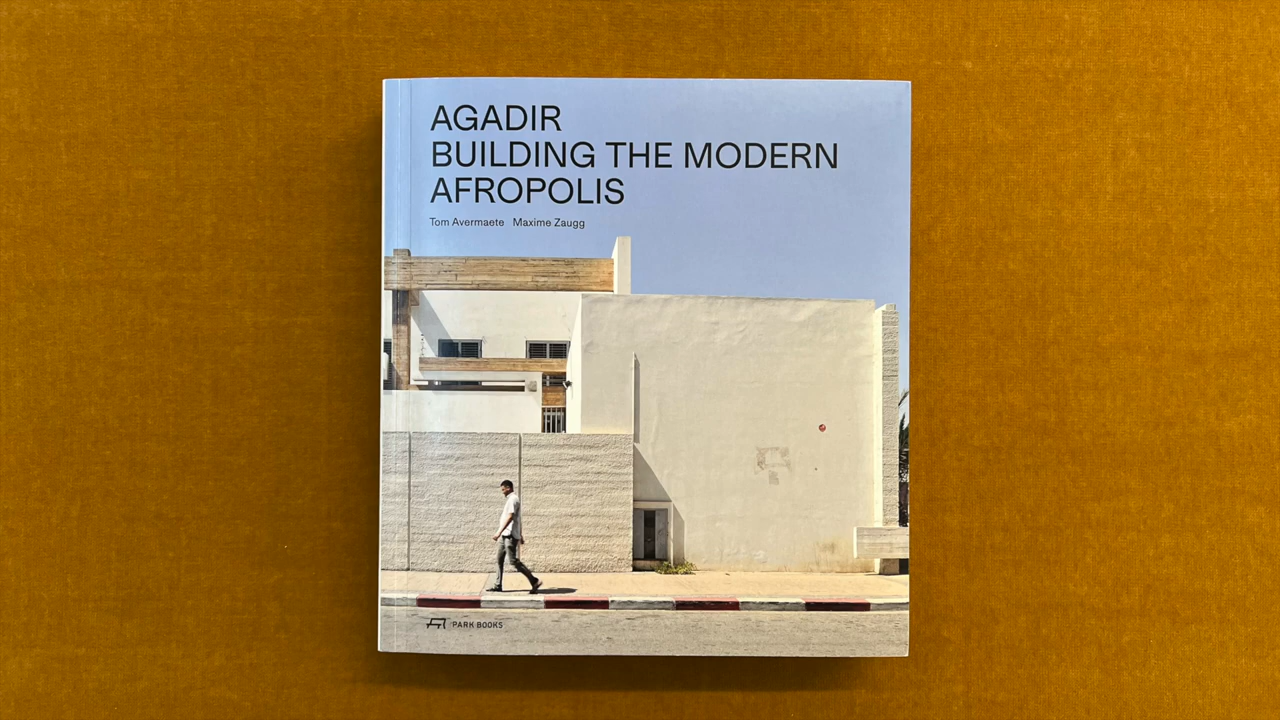 AGADIR
BUILDING THE MODERN
AFROPOLIS
Tom Avermaete Maxime Zaugg
PARK BOOKS